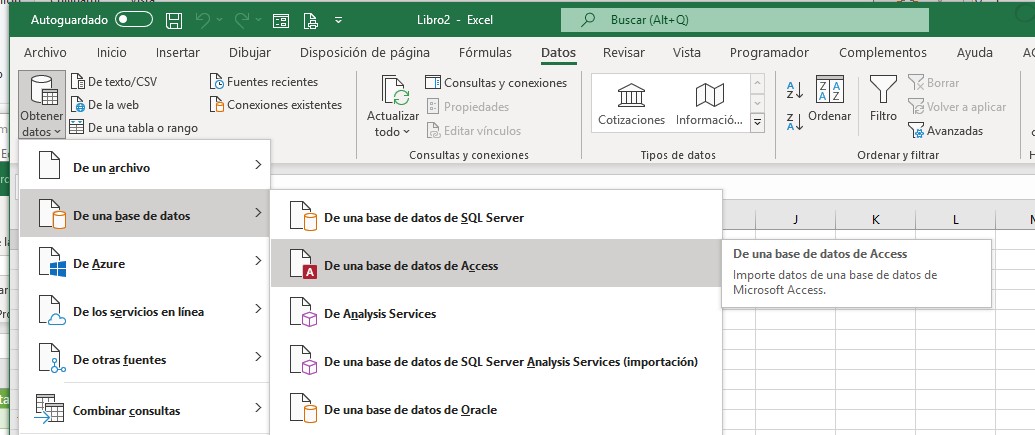 Autoguardado
Libro2 - Excel
Buscar (Alt+Q)
Archivo Inicio Insertar Dibujar Disposición de página Fórmulas Datos Revisar Vista Programador Complementos Ayuda
Obtener datos
De texto/CSV
De la web
De una tabla o rango
Fuentes recientes
Conexiones existentes
Actualizar todo
Consultas y conexiones
Propiedades
Editar vínculos
Consultas y conexiones
Cotizaciones
Informació...
Tipos de datos
Ordenar
Filtro
Borrar
Volver a aplicar
Avanzadas
Ordenar y filtrar
De un archivo
De una base de datos
De Azure
De los servicios en línea
De otras fuentes
Combinar consultas
De una base de datos de SQL Server
De una base de datos de Access
De Analysis Services
De una base de datos de SQL Server Analysis Services (importación)
De una base de datos de Oracle
J K L
De una base de datos de Access
Importe datos de una base de datos de
Microsoft Access.